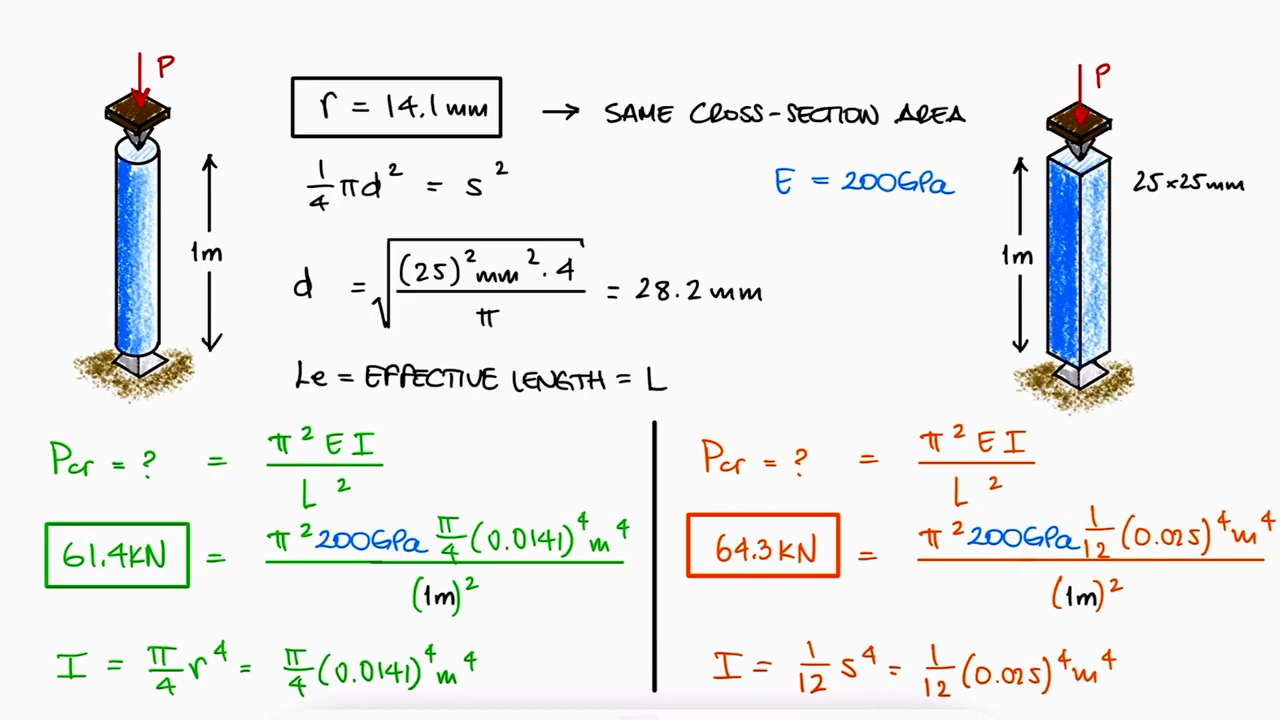 P
r = 14.1 mm → SAME CROSS-SECTION AREA
P
1/4 πd² = s²
E = 200GPa
25×25mm
1m
d = √((25)² mm² · 4 / π) = 28.2 mm
1m
Le = EFFECTIVE LENGTH = L
Pcr = ? = π² E I / L²
61.4KN = π² 200GPa π/4 (0.0141)⁴ m⁴ / (1m)²
I = π/4 r⁴ = π/4 (0.0141)⁴ m⁴
Pcr = ? = π² E I / L²
64.3KN = π² 200GPa 1/12 (0.025)⁴ m⁴ / (1m)²
I = 1/12 s⁴ = 1/12 (0.025)⁴ m⁴